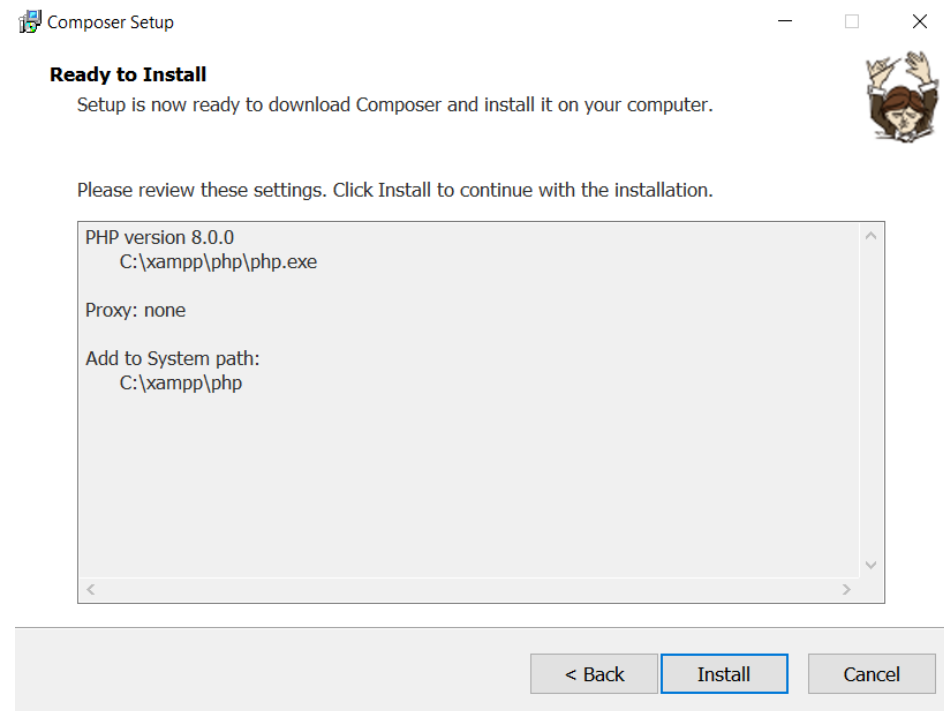 Composer Setup
Ready to Install
Setup is now ready to download Composer and install it on your computer.
Please review these settings. Click Install to continue with the installation.
PHP version 8.0.0
C:\xampp\php\php.exe
Proxy: none
Add to System path:
C:\xampp\php
< Back
Install
Cancel